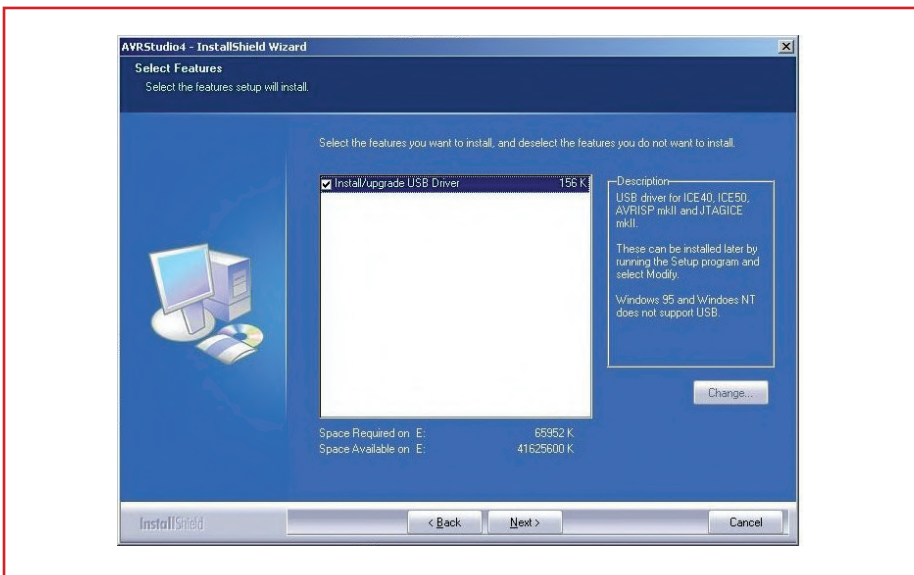 AVRStudio4 - InstallShield Wizard
Select Features
Select the features setup will install.
Select the features you want to install, and deselect the features you do not want to install.
Install/upgrade USB Driver 156 K
Description
USB driver for ICE40, ICE50,
AVRISP mkII and JTAGICE
mkII.
These can be installed later by
running the Setup program and
select Modify.
Windows 95 and Windoes NT
does not support USB.
Change...
Space Required on E: 65952 K
Space Available on E: 41625600 K
InstallShield
< Back
Next >
Cancel